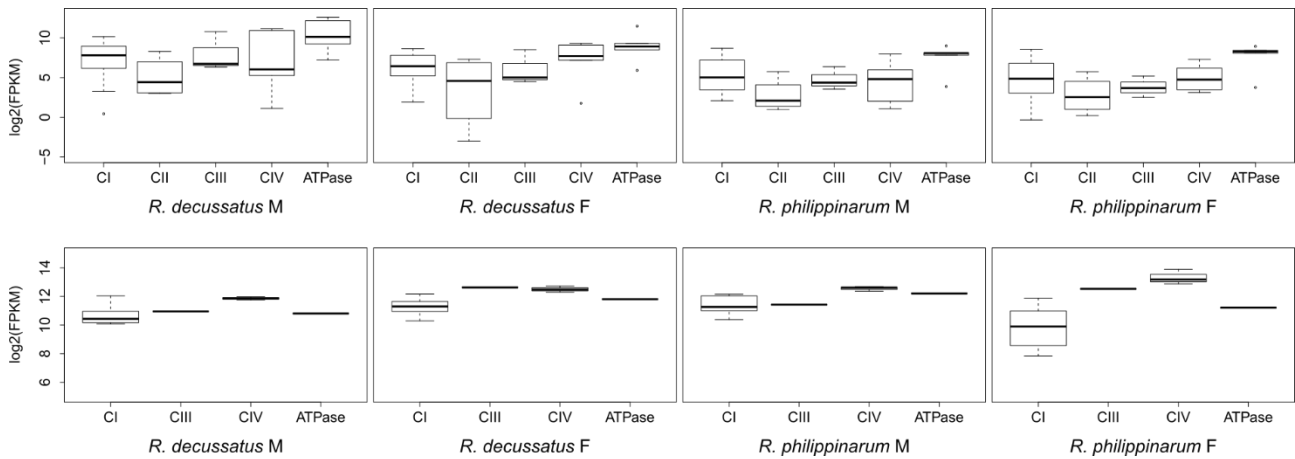 log2(FPKM)
10
5
0
−5
CI CII CIII CIV ATPase
CI CII CIII CIV ATPase
CI CII CIII CIV ATPase
CI CII CIII CIV ATPase
R. decussatus M
R. decussatus F
R. philippinarum M
R. philippinarum F
log2(FPKM)
14
12
10
8
6
CI CIII CIV ATPase
CI CIII CIV ATPase
CI CIII CIV ATPase
CI CIII CIV ATPase
R. decussatus M
R. decussatus F
R. philippinarum M
R. philippinarum F